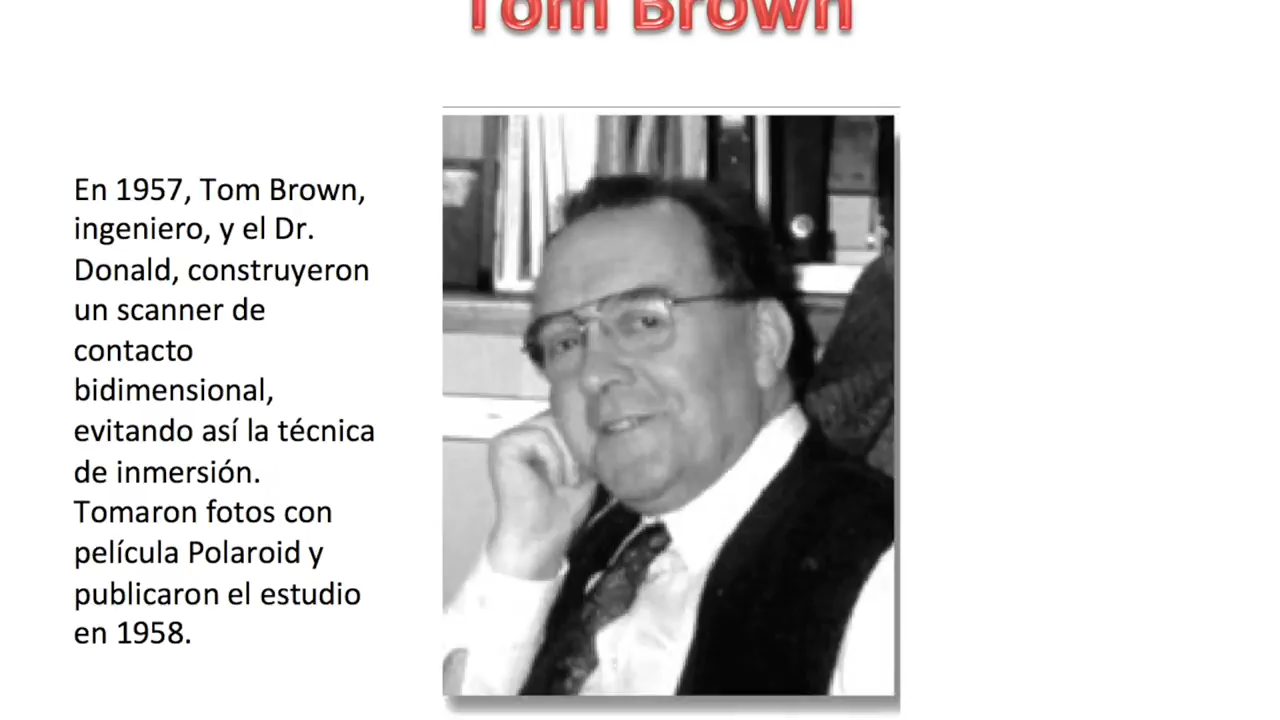 Tom Brown
En 1957, Tom Brown,
ingeniero, y el Dr.
Donald, construyeron
un scanner de
contacto
bidimensional,
evitando así la técnica
de inmersión.
Tomaron fotos con
película Polaroid y
publicaron el estudio
en 1958.